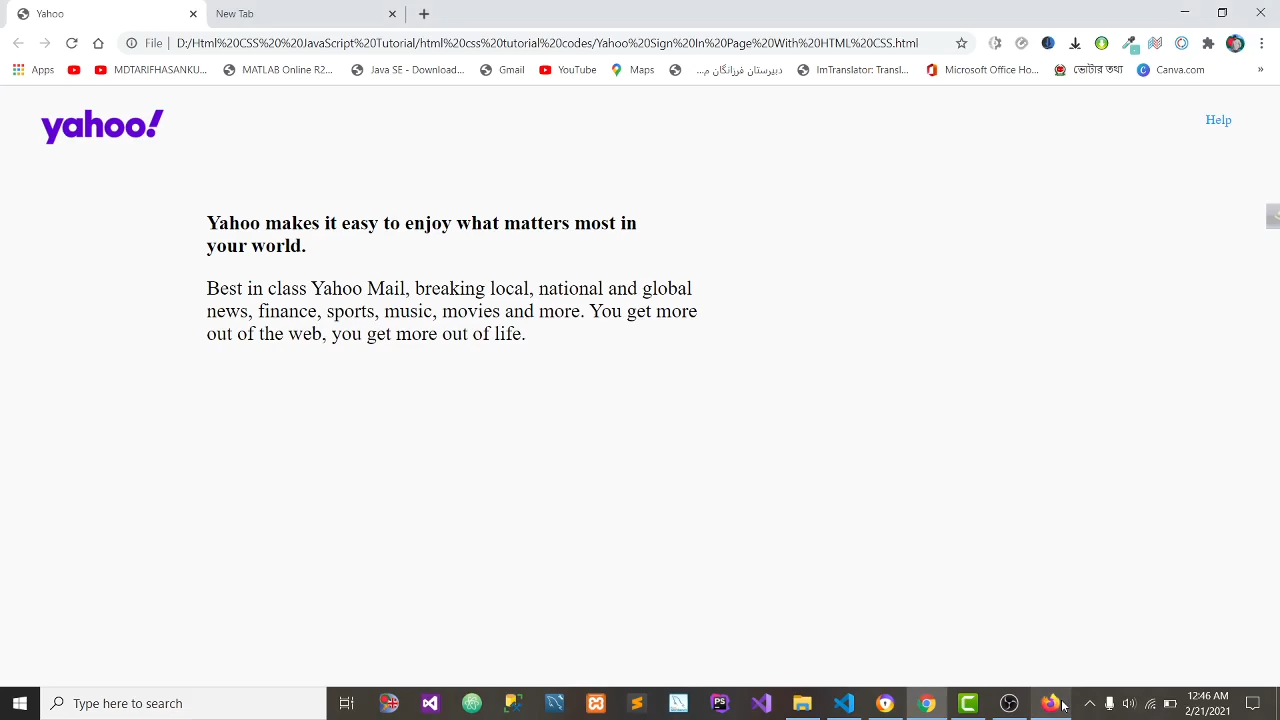 Yahoo
New Tab
File
D:/Html%20CSS%20%20JavaScript%20Tutorial/html%20css%20tutorial%20codes/Yahoo%20Sign%20In%20Page%20With%20HTML%20CSS.html
Apps
MDTARIFHASANKU...
MATLAB Online R2...
Java SE - Download...
Gmail
YouTube
Maps
دبیرستان فرزانگان م...
ImTranslator: Transl...
Microsoft Office Ho...
ভোটার তথ্য
Canva.com
»
yahoo!
Help
Yahoo makes it easy to enjoy what matters most in
your world.
Best in class Yahoo Mail, breaking local, national and global
news, finance, sports, music, movies and more. You get more
out of the web, you get more out of life.
Type here to search
PS
12:46 AM
2/21/2021